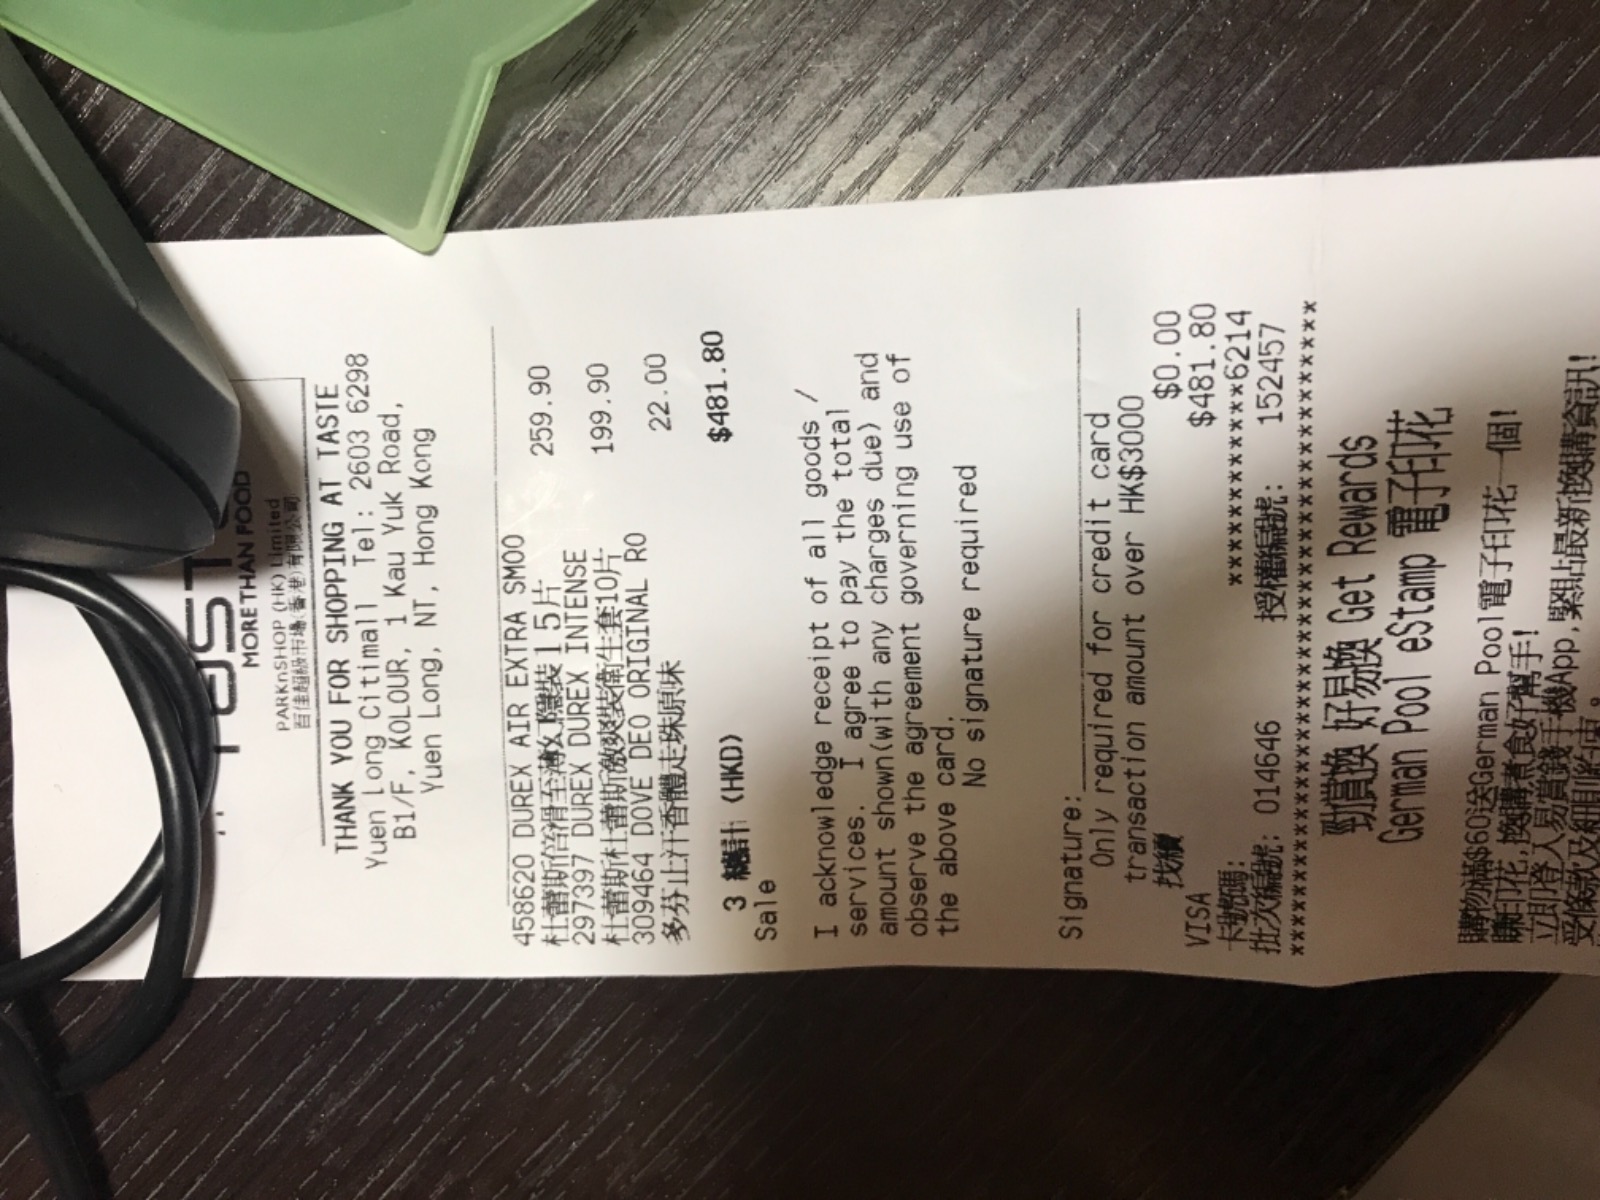 MORE THAN FOOD
PARKnSHOP (HK) Limited
百佳超級市場(香港)有限公司
THANK YOU FOR SHOPPING AT TASTE
Yuen Long Citimall Tel: 2603 6298
B1/F, KOLOUR, 1 Kau Yuk Road,
Yuen Long, NT, Hong Kong
458620 DUREX AIR EXTRA SMOO
杜蕾斯倍滑至薄幻隱裝15片 259.90
297397 DUREX DUREX INTENSE
杜蕾斯杜蕾斯激爽裝衛生套10片 199.90
309464 DOVE DEO ORIGINAL RO
多芬止汗香體走珠原味 22.00
3 總計 (HKD) $481.80
Sale
I acknowledge receipt of all goods /
services. I agree to pay the total
amount shown(with any charges due) and
observe the agreement governing use of
the above card.
No signature required
Signature:
Only required for credit card
transaction amount over HK$3000
找續 $0.00
VISA $481.80
卡號碼: ************6214
批次編號: 014646 授權編號: 152457
******************************************
勁賞換 好易換 Get Rewards
German Pool eStamp 電子印花
購物滿$60送German Pool電子印花一個!
賺印花,換購煮食好幫手!
立即登入易賞錢手機App,緊貼最新換購資訊!
受條款及細則約束。